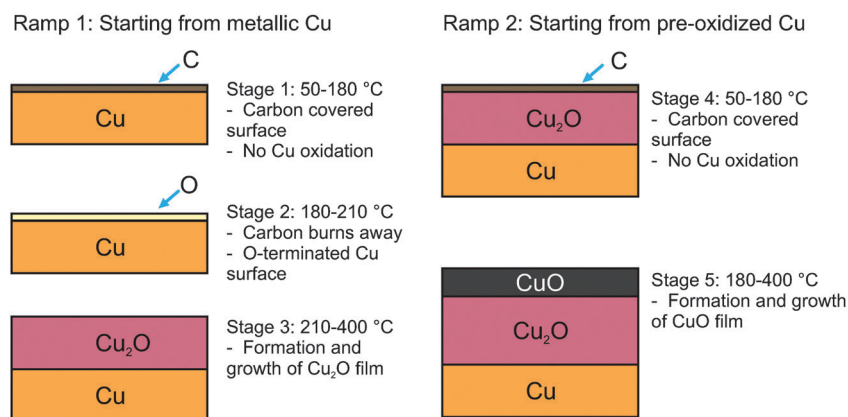 Ramp 1: Starting from metallic Cu
C
Cu
Stage 1: 50-180 °C
- Carbon covered
surface
- No Cu oxidation
O
Cu
Stage 2: 180-210 °C
- Carbon burns away
- O-terminated Cu
surface
Cu₂O
Cu
Stage 3: 210-400 °C
- Formation and
growth of Cu₂O film
Ramp 2: Starting from pre-oxidized Cu
C
Cu₂O
Cu
Stage 4: 50-180 °C
- Carbon covered
surface
- No Cu oxidation
CuO
Cu₂O
Cu
Stage 5: 180-400 °C
- Formation and growth
of CuO film